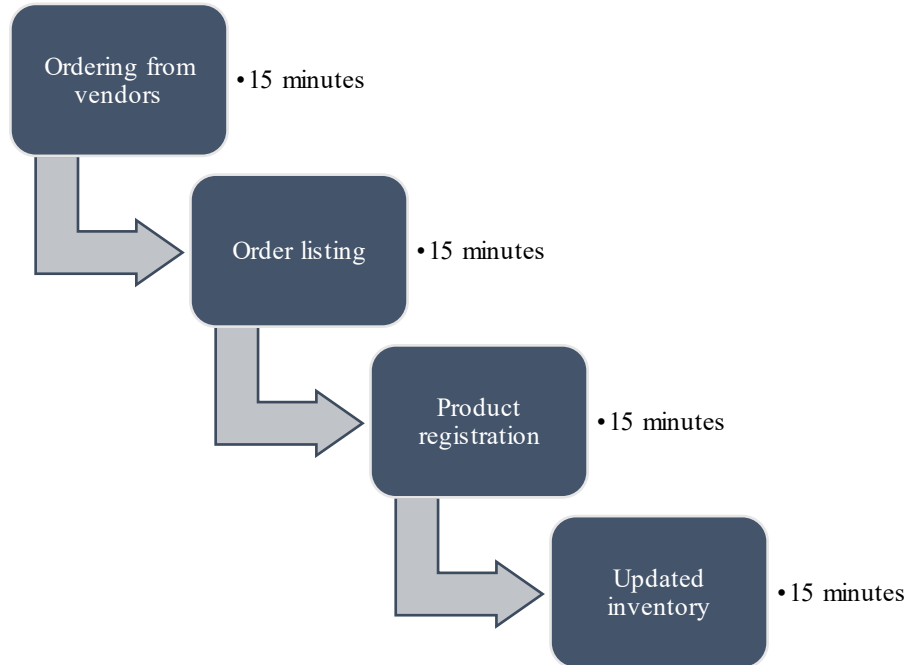 Ordering from
vendors
•15 minutes
Order listing
•15 minutes
Product
registration
•15 minutes
Updated
inventory
•15 minutes